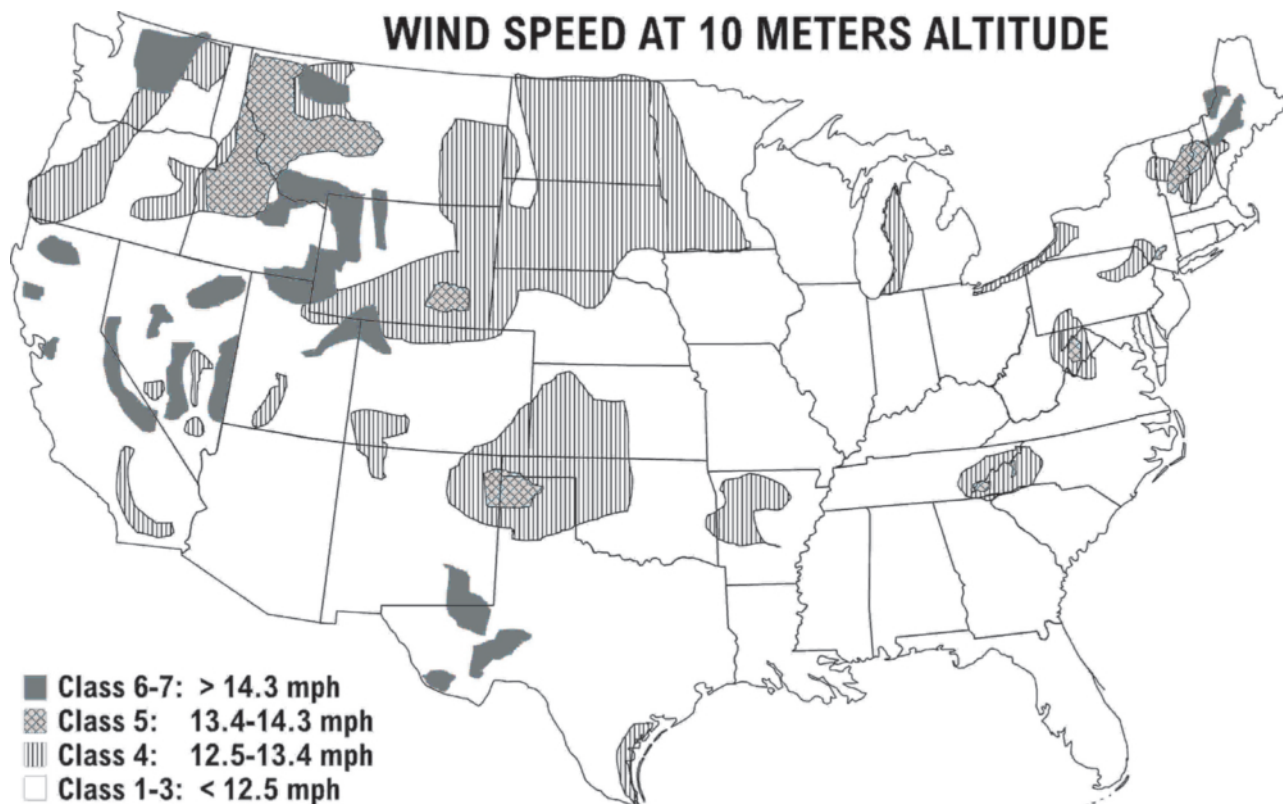 WIND SPEED AT 10 METERS ALTITUDE
Class 6-7: > 14.3 mph
Class 5: 13.4-14.3 mph
Class 4: 12.5-13.4 mph
Class 1-3: < 12.5 mph